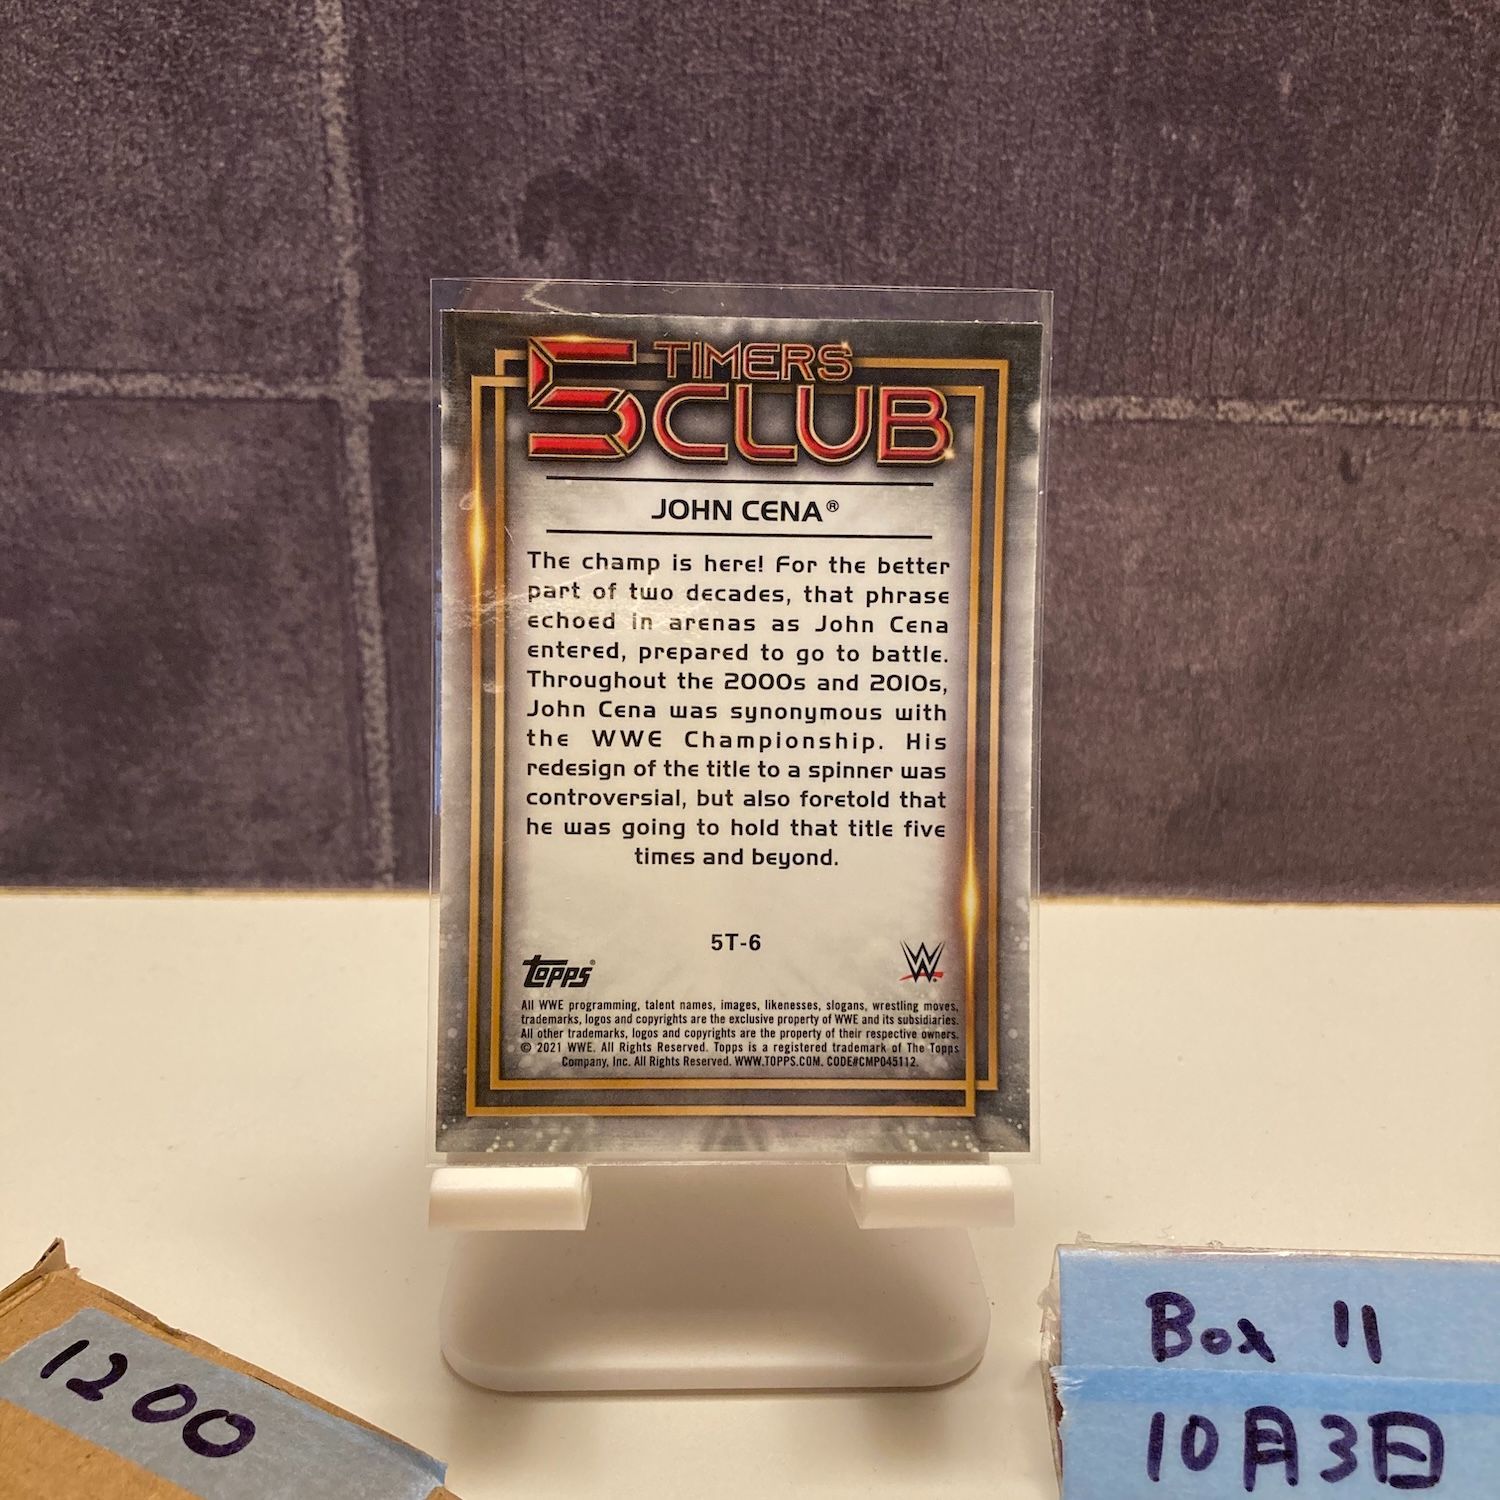 5 TIMERS
CLUB
JOHN CENA®
The champ is here! For the better
part of two decades, that phrase
echoed in arenas as John Cena
entered, prepared to go to battle.
Throughout the 2000s and 2010s,
John Cena was synonymous with
the WWE Championship. His
redesign of the title to a spinner was
controversial, but also foretold that
he was going to hold that title five
times and beyond.
5T-6
topps®
W
All WWE programming, talent names, images, likenesses, slogans, wrestling moves,
trademarks, logos and copyrights are the exclusive property of WWE and its subsidiaries.
All other trademarks, logos and copyrights are the property of their respective owners.
© 2021 WWE. All Rights Reserved. Topps is a registered trademark of The Topps
Company, Inc. All Rights Reserved. WWW.TOPPS.COM. CODE#CMP045112.
1200
Box 11
10月3日